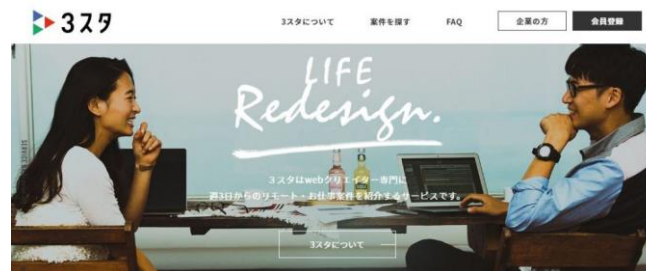 3スタ
3スタについて
案件を探す
FAQ
企業の方
会員登録
LIFE
Redesign.
3スタはwebクリエイター専門に
週3日からのリモート・お仕事案件を紹介するサービスです。
3スタについて